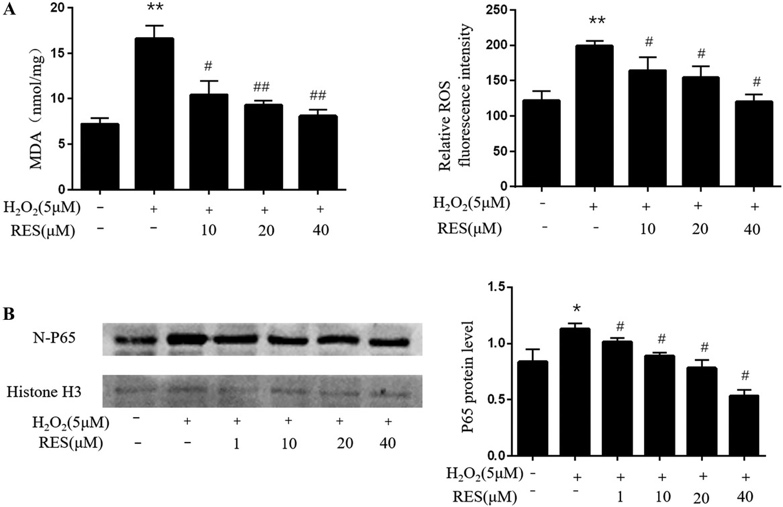 A
MDA (nmol/mg)
20
15
10
5
0
**
#
##
##
H₂O₂(5μM) - + + + +
RES(μM) - - 10 20 40
Relative ROS
fluorescence intensity
250
200
150
100
50
0
**
#
#
#
H₂O₂(5μM) - + + + +
RES(μM) - - 10 20 40
B
N-P65
Histone H3
H₂O₂(5μM) - + + + + +
RES(μM) - - 1 10 20 40
P65 protein level
1.5
1.0
0.5
0.0
*
#
#
#
#
H₂O₂(5μM) - + + + + +
RES(μM) - - 1 10 20 40